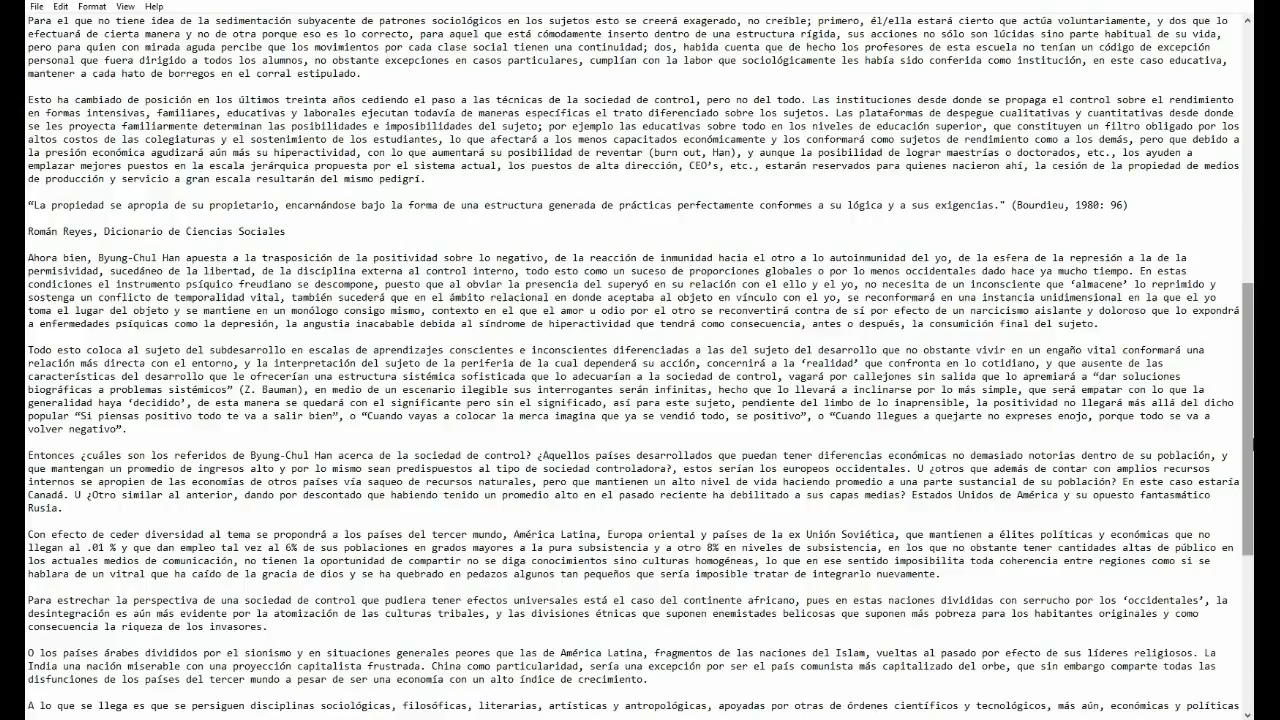 File Edit Format View Help
Para el que no tiene idea de la sedimentación subyacente de patrones sociológicos en los sujetos esto se creerá exagerado, no creíble; primero, él/ella estará cierto que actúa voluntariamente, y dos que lo
efectuará de cierta manera y no de otra porque eso es lo correcto, para aquel que está cómodamente inserto dentro de una estructura rígida, sus acciones no sólo son lúcidas sino parte habitual de su vida,
pero para quien con mirada aguda percibe que los movimientos por cada clase social tienen una continuidad; dos, habida cuenta que de hecho los profesores de esta escuela no tenían un código de excepción
personal que fuera dirigido a todos los alumnos, no obstante excepciones en casos particulares, cumplían con la labor que sociológicamente les había sido conferida como institución, en este caso educativa,
mantener a cada hato de borregos en el corral estipulado.
Esto ha cambiado de posición en los últimos treinta años cediendo el paso a las técnicas de la sociedad de control, pero no del todo. Las instituciones desde donde se propaga el control sobre el rendimiento
en formas intensivas, familiares, educativas y laborales ejecutan todavía de maneras específicas el trato diferenciado sobre los sujetos. Las plataformas de despegue cualitativas y cuantitativas desde donde
se les proyecta familiarmente determinan las posibilidades e imposibilidades del sujeto; por ejemplo las educativas sobre todo en los niveles de educación superior, que constituyen un filtro obligado por los
altos costos de las colegiaturas y el sostenimiento de los estudiantes, lo que afectará a los menos capacitados económicamente y los conformará como sujetos de rendimiento como a los demás, pero que debido a
la presión económica agudizará aún más su hiperactividad, con lo que aumentará su posibilidad de reventar (burn out, Han), y aunque la posibilidad de lograr maestrías o doctorados, etc., los ayuden a
emplazar mejores puestos en la escala jerárquica propuesta por el sistema actual, los puestos de alta dirección, CEO’s, etc., estarán reservados para quienes nacieron ahí, la cesión de la propiedad de medios
de producción y servicio a gran escala resultarán del mismo pedigrí.
“La propiedad se apropia de su propietario, encarnándose bajo la forma de una estructura generada de prácticas perfectamente conformes a su lógica y a sus exigencias." (Bourdieu, 1980: 96)
Román Reyes, Dicionario de Ciencias Sociales
Ahora bien, Byung-Chul Han apuesta a la trasposición de la positividad sobre lo negativo, de la reacción de inmunidad hacia el otro a lo autoinmunidad del yo, de la esfera de la represión a la de la
permisividad, sucedáneo de la libertad, de la disciplina externa al control interno, todo esto como un suceso de proporciones globales o por lo menos occidentales dado hace ya mucho tiempo. En estas
condiciones el instrumento psíquico freudiano se descompone, puesto que al obviar la presencia del superyó en su relación con el ello y el yo, no necesita de un inconsciente que ‘almacene’ lo reprimido y
sostenga un conflicto de temporalidad vital, también sucederá que en el ámbito relacional en donde aceptaba al objeto en vínculo con el yo, se reconformará en una instancia unidimensional en la que el yo
toma el lugar del objeto y se mantiene en un monólogo consigo mismo, contexto en el que el amor u odio por el otro se reconvertirá contra de sí por efecto de un narcicismo aislante y doloroso que lo expondrá
a enfermedades psíquicas como la depresión, la angustia inacabable debida al síndrome de hiperactividad que tendrá como consecuencia, antes o después, la consumición final del sujeto.
Todo esto coloca al sujeto del subdesarrollo en escalas de aprendizajes conscientes e inconscientes diferenciadas a las del sujeto del desarrollo que no obstante vivir en un engaño vital conformará una
relación más directa con el entorno, y la interpretación del sujeto de la periferia de la cual dependerá su acción, concernirá a la ‘realidad’ que confronta en lo cotidiano, y que ausente de las
características del desarrollo que le ofrecerían una estructura sistémica sofisticada que lo adecuarían a la sociedad de control, vagará por callejones sin salida que lo apremiará a “dar soluciones
biográficas a problemas sistémicos” (Z. Bauman), en medio de un escenario ilegible sus interrogantes serán infinitas, hecho que lo llevará a inclinarse por lo más simple, que será empatar con lo que la
generalidad haya ‘decidido’, de esta manera se quedará con el significante pero sin el significado, así para este sujeto, pendiente del limbo de lo inaprensible, la positividad no llegará más allá del dicho
popular “Si piensas positivo todo te va a salir bien”, o “Cuando vayas a colocar la merca imagina que ya se vendió todo, se positivo”, o “Cuando llegues a quejarte no expreses enojo, porque todo se va a
volver negativo”.
Entonces ¿cuáles son los referidos de Byung-Chul Han acerca de la sociedad de control? ¿Aquellos países desarrollados que puedan tener diferencias económicas no demasiado notorias dentro de su población, y
que mantengan un promedio de ingresos alto y por lo mismo sean predispuestos al tipo de sociedad controladora?, estos serían los europeos occidentales. U ¿otros que además de contar con amplios recursos
internos se apropien de las economías de otros países vía saqueo de recursos naturales, pero que mantienen un alto nivel de vida haciendo promedio a una parte sustancial de su población? En este caso estaría
Canadá. U ¿Otro similar al anterior, dando por descontado que habiendo tenido un promedio alto en el pasado reciente ha debilitado a sus capas medias? Estados Unidos de América y su opuesto fantasmático
Rusia.
Con efecto de ceder diversidad al tema se propondrá a los países del tercer mundo, América Latina, Europa oriental y países de la ex Unión Soviética, que mantienen a élites políticas y económicas que no
llegan al .01 % y que dan empleo tal vez al 6% de sus poblaciones en grados mayores a la pura subsistencia y a otro 8% en niveles de subsistencia, en los que no obstante tener cantidades altas de público en
los actuales medios de comunicación, no tienen la oportunidad de compartir no se diga conocimientos sino culturas homogéneas, lo que en ese sentido imposibilita toda coherencia entre regiones como si se
hablara de un vitral que ha caído de la gracia de dios y se ha quebrado en pedazos algunos tan pequeños que sería imposible tratar de integrarlo nuevamente.
Para estrechar la perspectiva de una sociedad de control que pudiera tener efectos universales está el caso del continente africano, pues en estas naciones divididas con serrucho por los ‘occidentales’, la
desintegración es aún más evidente por la atomización de las culturas tribales, y las divisiones étnicas que suponen enemistades belicosas que suponen más pobreza para los habitantes originales y como
consecuencia la riqueza de los invasores.
O los países árabes divididos por el sionismo y en situaciones generales peores que las de América Latina, fragmentos de las naciones del Islam, vueltas al pasado por efecto de sus líderes religiosos. La
India una nación miserable con una proyección capitalista frustrada. China como particularidad, sería una excepción por ser el país comunista más capitalizado del orbe, que sin embargo comparte todas las
disfunciones de los países del tercer mundo a pesar de ser una economía con un alto índice de crecimiento.
A lo que se llega es que se persiguen disciplinas sociológicas, filosóficas, literarias, artísticas y antropológicas, apoyadas por otras de órdenes científicos y tecnológicos, más aún, económicas y políticas